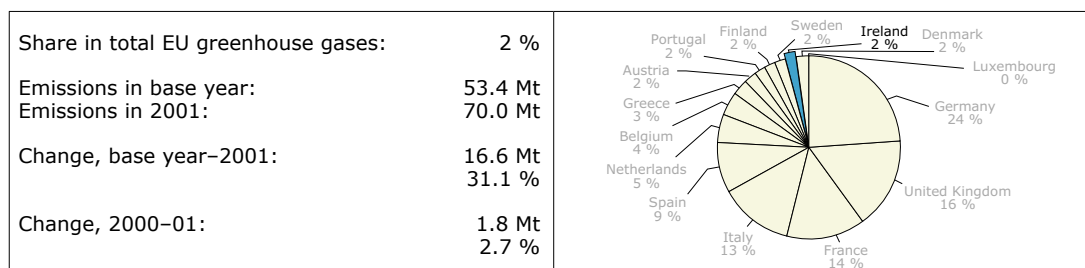 Share in total EU greenhouse gases: 2 %
Emissions in base year: 53.4 Mt
Emissions in 2001: 70.0 Mt
Change, base year–2001: 16.6 Mt
31.1 %
Change, 2000–01: 1.8 Mt
2.7 %
Sweden
2 %
Ireland
2 %
Denmark
2 %
Luxembourg
0 %
Germany
24 %
United Kingdom
16 %
France
14 %
Italy
13 %
Spain
9 %
Netherlands
5 %
Belgium
4 %
Greece
3 %
Austria
2 %
Portugal
2 %
Finland
2 %